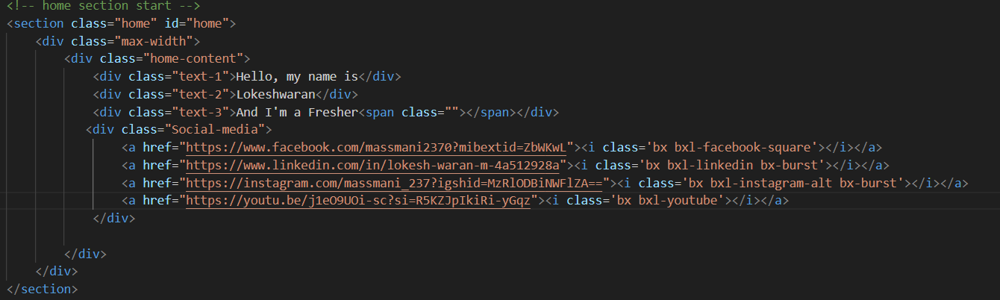 <!-- home section start -->
<section class="home" id="home">
<div class="max-width">
<div class="home-content">
<div class="text-1">Hello, my name is</div>
<div class="text-2">Lokeshwaran</div>
<div class="text-3">And I'm a Fresher<span class=""></span></div>
<div class="Social-media">
<a href="https://www.facebook.com/massmani2370?mibextid=ZbWKwL"><i class='bx bxl-facebook-square'></i></a>
<a href="https://www.linkedin.com/in/lokesh-waran-m-4a512928a"><i class='bx bxl-linkedin bx-burst'></i></a>
<a href="https://instagram.com/massmani_237?igshid=MzRlODBiNWFlZA=="><i class='bx bxl-instagram-alt bx-burst'></i></a>
<a href="https://youtu.be/j1eO9UOi-sc?si=R5KZJpIkiRi-yGqz"><i class='bx bxl-youtube'></i></a>
</div>
</div>
</div>
</section>